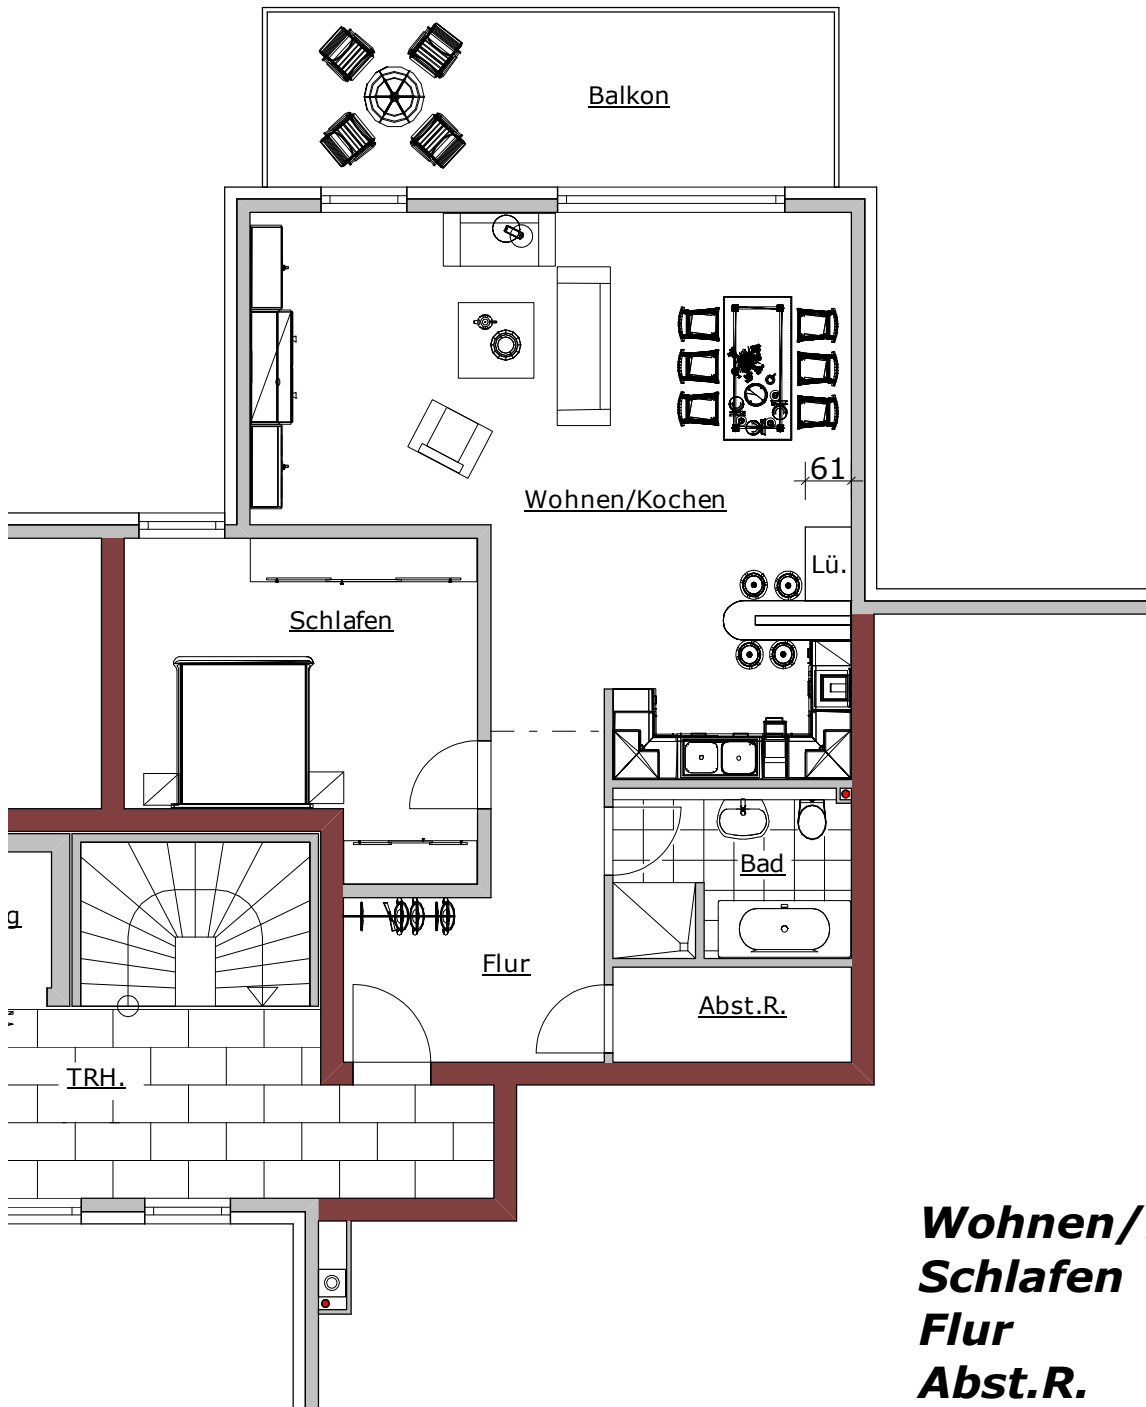 Balkon
61
Wohnen/Kochen
Lü.
Schlafen
Bad
g
Flur
Abst.R.
TRH.
Wohnen/
Schlafen
Flur
Abst.R.